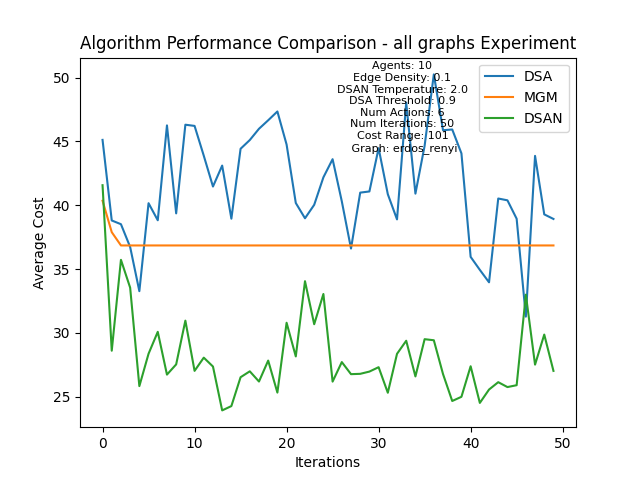 Algorithm Performance Comparison - all graphs Experiment
Agents: 10
Edge Density: 0.1
DSAN Temperature: 2.0
DSA Threshold: 0.9
Num Actions: 6
Num Iterations: 50
Cost Range: 101
Graph: erdos_renyi
DSA
MGM
DSAN
Average Cost
50
45
40
35
30
25
0
10
20
30
40
50
Iterations